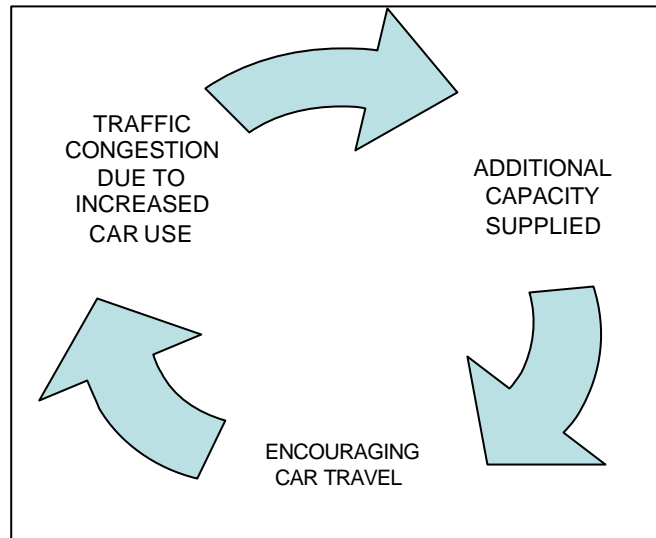 TRAFFIC
CONGESTION
DUE TO
INCREASED
CAR USE
ADDITIONAL
CAPACITY
SUPPLIED
ENCOURAGING
CAR TRAVEL